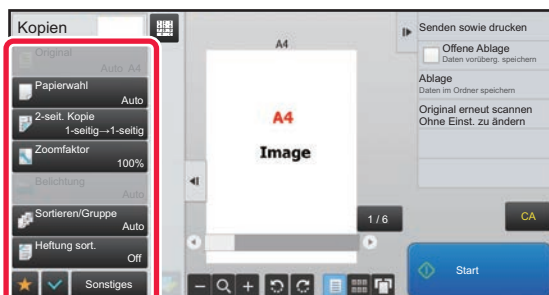 Kopien
Original
Auto A4
Papierwahl
Auto
2-seit. Kopie
1-seitig→1-seitig
Zoomfaktor
100%
Belichtung
Auto
Sortieren/Gruppe
Auto
Heftung sort.
Off
Sonstiges
A4
A4
Image
1 / 6
Senden sowie drucken
Offene Ablage
Daten vorüberg. speichern
Ablage
Daten im Ordner speichern
Original erneut scannen
Ohne Einst. zu ändern
CA
Start